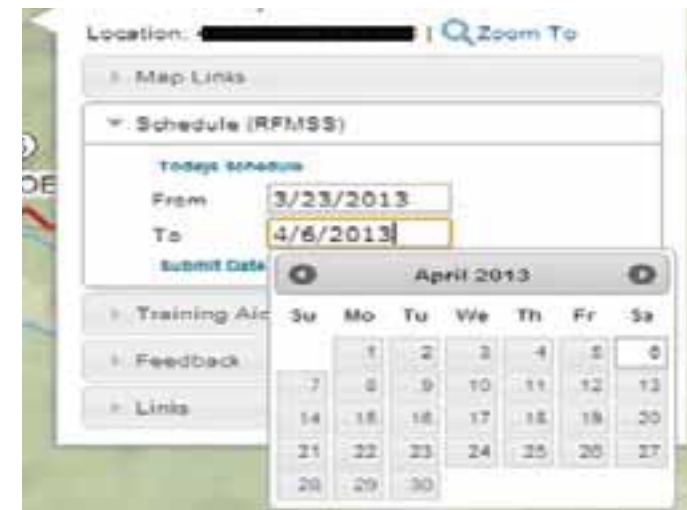 Location: | Zoom To
Map Links
Schedule (RFMSS)
Todays Schedule
From 3/23/2013
To 4/6/2013
Submit Date
April 2013
Su Mo Tu We Th Fr Sa
1 2 3 4 5 6
7 8 9 10 11 12 13
14 15 16 17 18 19 20
21 22 23 24 25 26 27
28 29 30
Training Aid
Feedback
Links